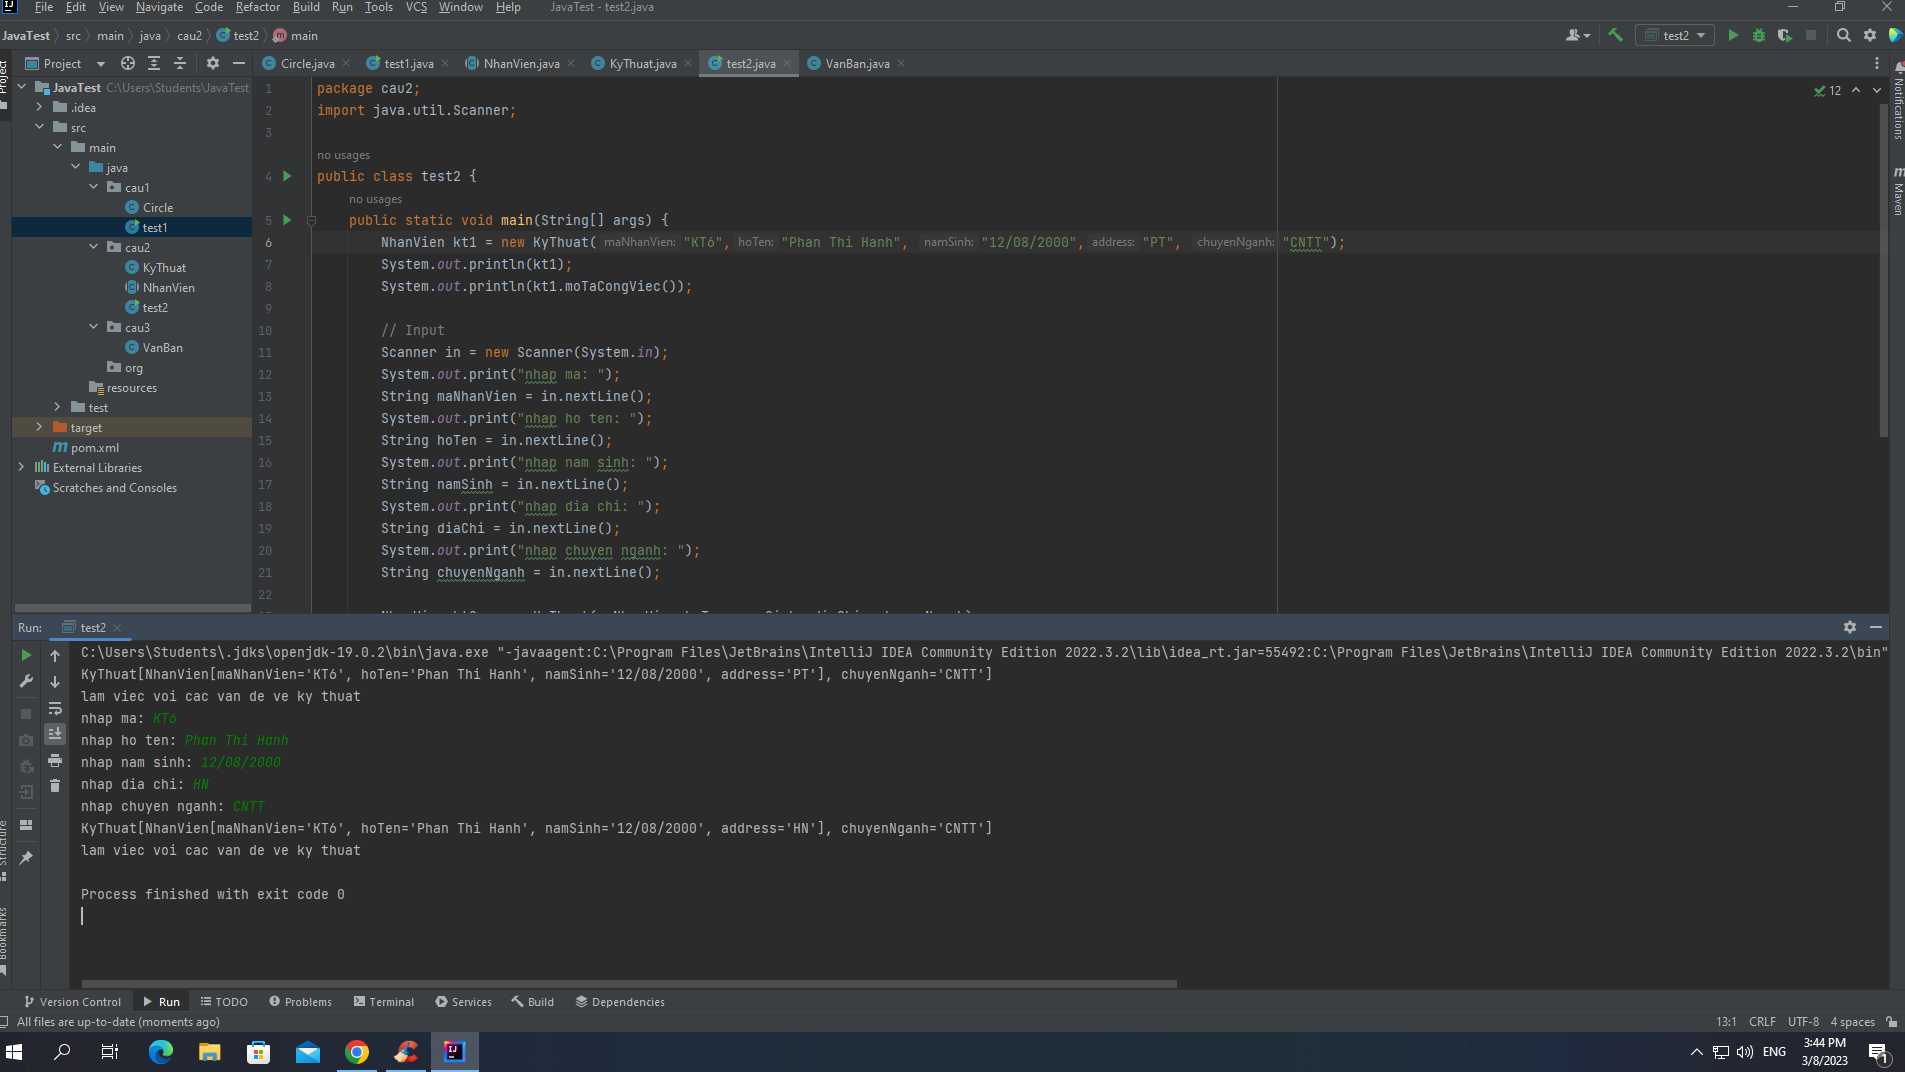 File Edit View Navigate Code Refactor Build Run Tools VCS Window Help JavaTest - test2.java
JavaTest src main java cau2 test2 main
test2
Project
Circle.java test1.java NhanVien.java KyThuat.java test2.java VanBan.java
JavaTest C:\Users\Students\JavaTest
.idea
src
main
java
cau1
Circle
test1
cau2
KyThuat
NhanVien
test2
cau3
VanBan
org
resources
test
target
pom.xml
External Libraries
Scratches and Consoles
Project
Structure
Bookmarks
12
Notifications
Maven
1 package cau2;
2 import java.util.Scanner;
3
no usages
4 public class test2 {
no usages
5 public static void main(String[] args) {
6 NhanVien kt1 = new KyThuat( maNhanVien: "KT6", hoTen: "Phan Thi Hanh", namSinh: "12/08/2000", address: "PT", chuyenNganh: "CNTT");
7 System.out.println(kt1);
8 System.out.println(kt1.moTaCongViec());
9
10 // Input
11 Scanner in = new Scanner(System.in);
12 System.out.print("nhap ma: ");
13 String maNhanVien = in.nextLine();
14 System.out.print("nhap ho ten: ");
15 String hoTen = in.nextLine();
16 System.out.print("nhap nam sinh: ");
17 String namSinh = in.nextLine();
18 System.out.print("nhap dia chi: ");
19 String diaChi = in.nextLine();
20 System.out.print("nhap chuyen nganh: ");
21 String chuyenNganh = in.nextLine();
22
Run: test2
C:\Users\Students\.jdks\openjdk-19.0.2\bin\java.exe "-javaagent:C:\Program Files\JetBrains\IntelliJ IDEA Community Edition 2022.3.2\lib\idea_rt.jar=55492:C:\Program Files\JetBrains\IntelliJ IDEA Community Edition 2022.3.2\bin"
KyThuat[NhanVien[maNhanVien='KT6', hoTen='Phan Thi Hanh', namSinh='12/08/2000', address='PT'], chuyenNganh='CNTT']
lam viec voi cac van de ve ky thuat
nhap ma: KT6
nhap ho ten: Phan Thi Hanh
nhap nam sinh: 12/08/2000
nhap dia chi: HN
nhap chuyen nganh: CNTT
KyThuat[NhanVien[maNhanVien='KT6', hoTen='Phan Thi Hanh', namSinh='12/08/2000', address='HN'], chuyenNganh='CNTT']
lam viec voi cac van de ve ky thuat
Process finished with exit code 0
Version Control Run TODO Problems Terminal Services Build Dependencies
All files are up-to-date (moments ago)
13:1 CRLF UTF-8 4 spaces
ENG
3:44 PM
3/8/2023
1